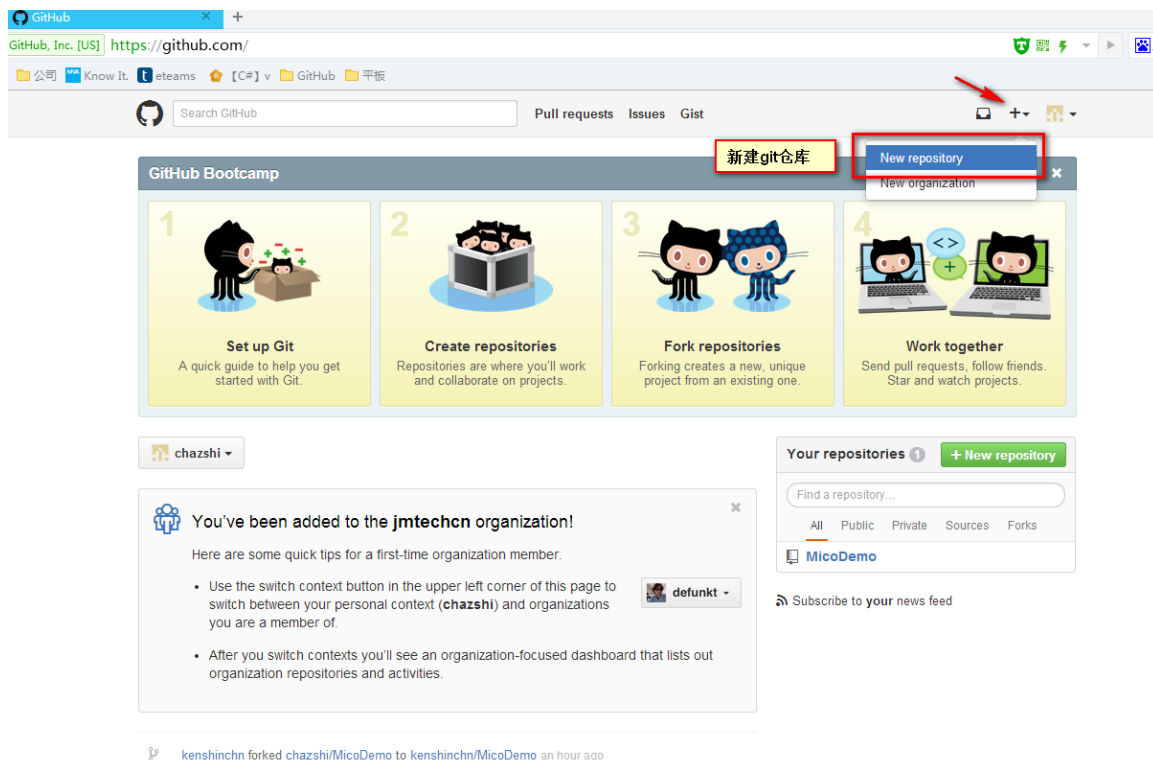 GitHub
GitHub, Inc. [US] https://github.com/
公司 Know It. eteams 【C#】v GitHub 平板
Search GitHub
Pull requests Issues Gist
新建git仓库
New repository
New organization
GitHub Bootcamp
1
Set up Git
A quick guide to help you get
started with Git.
2
Create repositories
Repositories are where you'll work
and collaborate on projects.
3
Fork repositories
Forking creates a new, unique
project from an existing one.
4
Work together
Send pull requests, follow friends.
Star and watch projects.
chazshi
You've been added to the jmtechcn organization!
Here are some quick tips for a first-time organization member.
Use the switch context button in the upper left corner of this page to
switch between your personal context (chazshi) and organizations
you are a member of.
defunkt
After you switch contexts you'll see an organization-focused dashboard that lists out
organization repositories and activities.
kenshinchn forked chazshi/MicoDemo to kenshinchn/MicoDemo an hour ago
Your repositories 1
+ New repository
Find a repository...
All Public Private Sources Forks
MicoDemo
Subscribe to your news feed